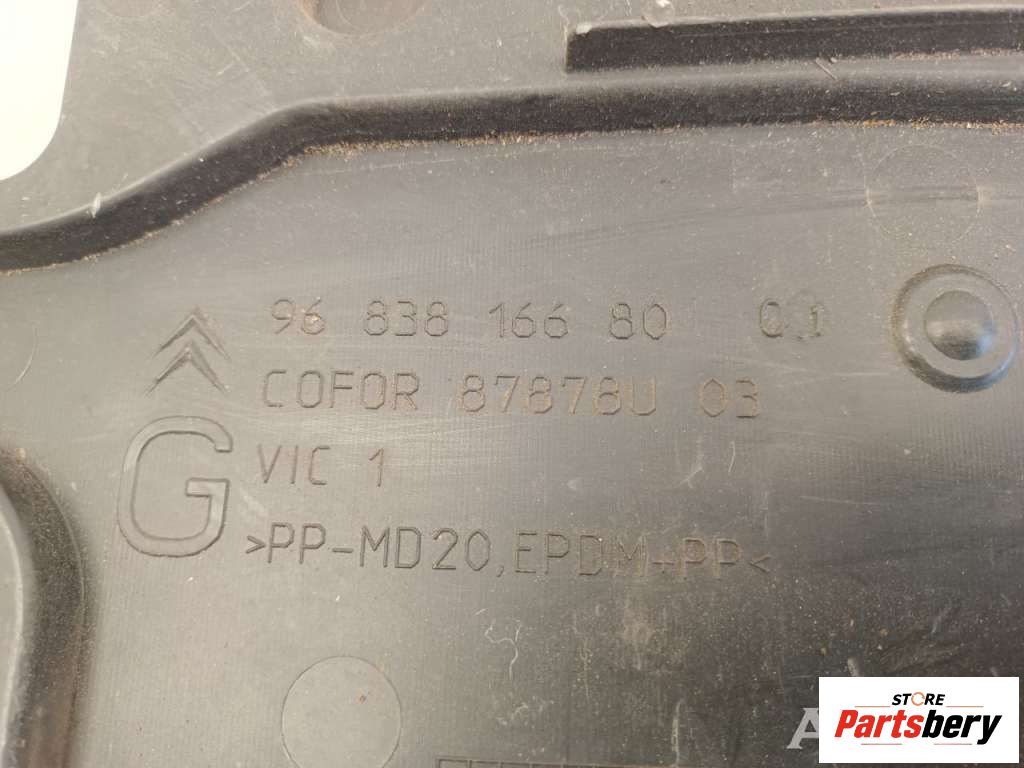 96 838 166 80 01
COFOR 87878U 03
G
VIC 1
>PP-MD20,EPDM+PP<
STORE
Partsbery